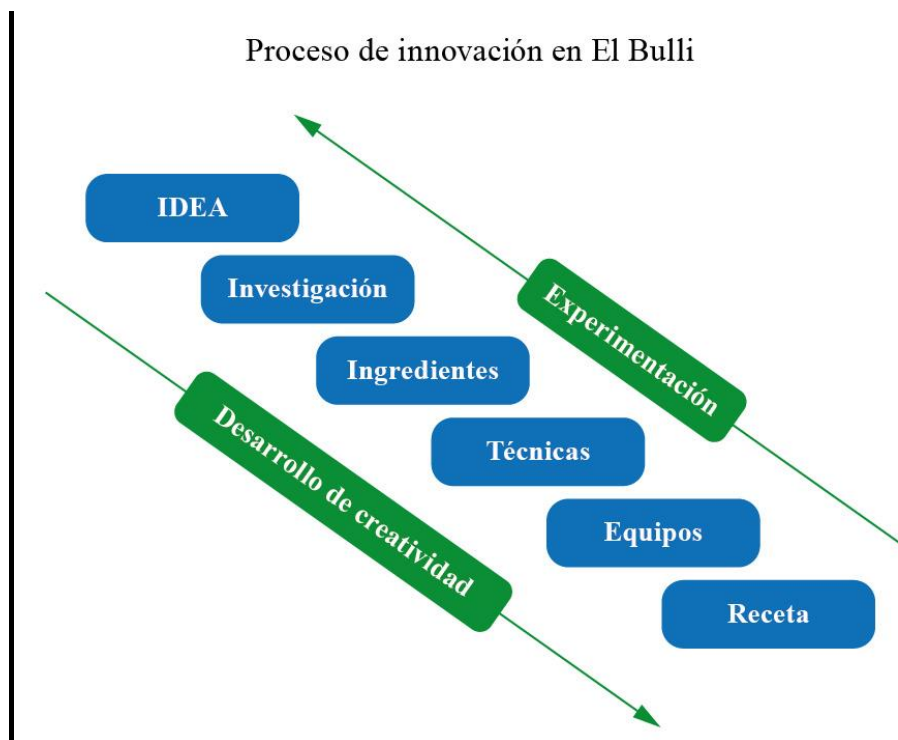 Proceso de innovación en El Bulli
IDEA
Investigación
Experimentación
Ingredientes
Técnicas
Desarrollo de creatividad
Equipos
Receta